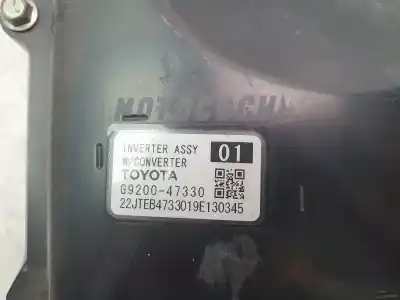 INVERTER ASSY 01
W/CONVERTER
TOYOTA
G9200-47330
22JTEB4733019E130345